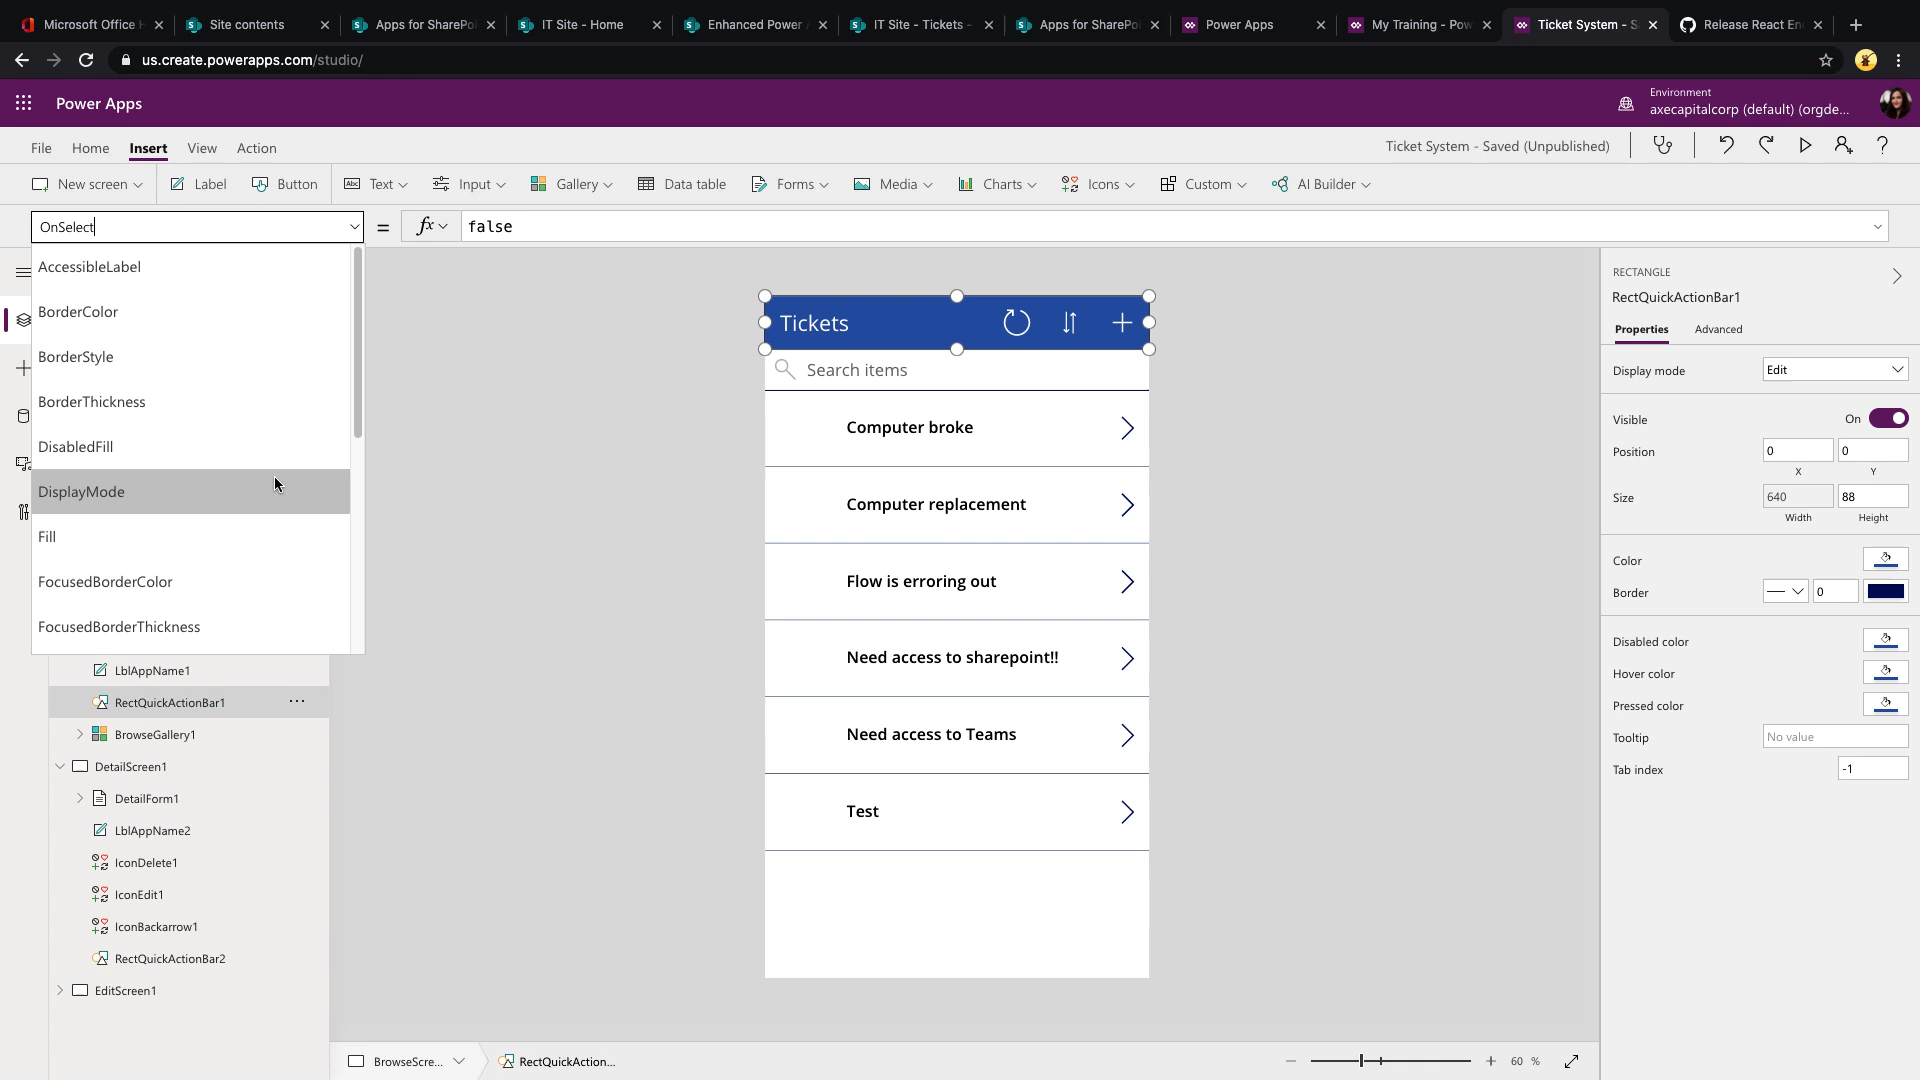 Microsoft Office H
Site contents
Apps for SharePoi
IT Site - Home
Enhanced Power A
IT Site - Tickets -
Apps for SharePoi
Power Apps
My Training - Pow
Ticket System - S
Release React En
us.create.powerapps.com/studio/
Power Apps
Environment
axecapitalcorp (default) (orgde...
File
Home
Insert
View
Action
Ticket System - Saved (Unpublished)
New screen
Label
Button
Text
Input
Gallery
Data table
Forms
Media
Charts
Icons
Custom
AI Builder
OnSelect
=
fx
false
AccessibleLabel
BorderColor
BorderStyle
BorderThickness
DisabledFill
DisplayMode
Fill
FocusedBorderColor
FocusedBorderThickness
LblAppName1
RectQuickActionBar1
BrowseGallery1
DetailScreen1
DetailForm1
LblAppName2
IconDelete1
IconEdit1
IconBackarrow1
RectQuickActionBar2
EditScreen1
Tickets
Search items
Computer broke
Computer replacement
Flow is erroring out
Need access to sharepoint!!
Need access to Teams
Test
BrowseScre...
RectQuickAction...
60 %
RECTANGLE
RectQuickActionBar1
Properties
Advanced
Display mode
Edit
Visible
On
Position
0
0
X
Y
Size
640
88
Width
Height
Color
Border
0
Disabled color
Hover color
Pressed color
Tooltip
No value
Tab index
-1